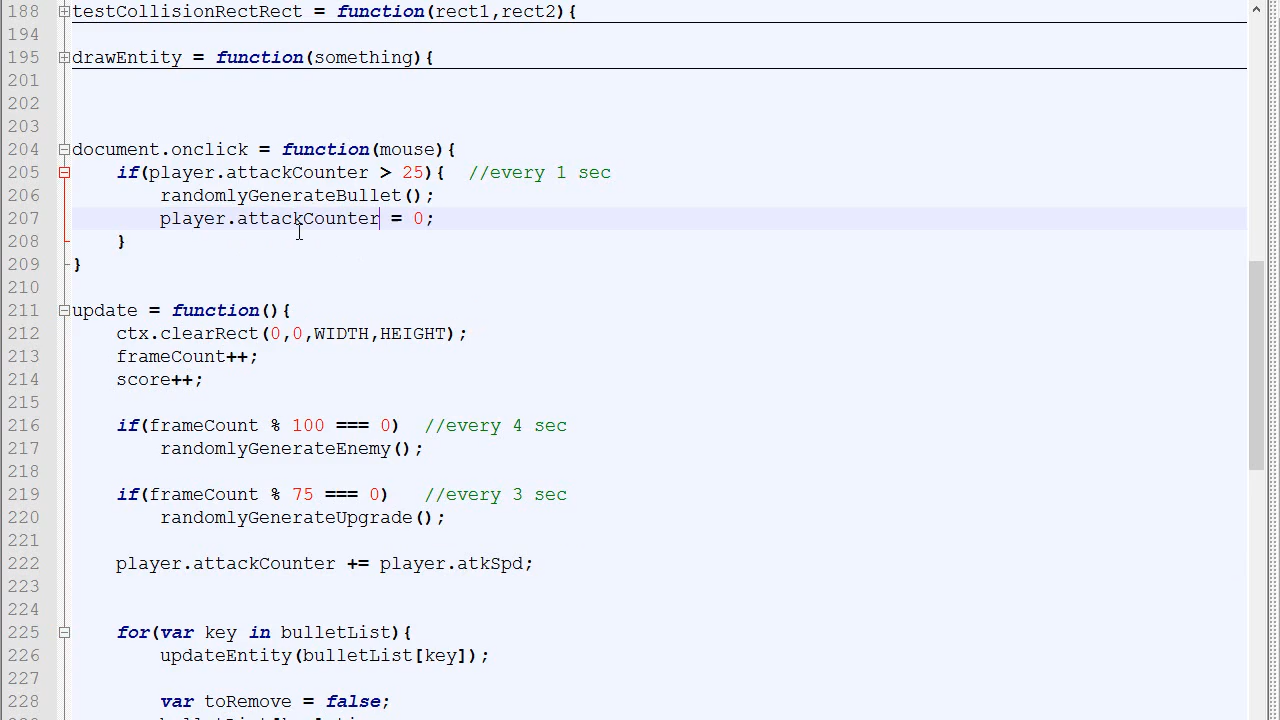 188 testCollisionRectRect = function(rect1,rect2){
194
195 drawEntity = function(something){
201
202
203
204 document.onclick = function(mouse){
205 if(player.attackCounter > 25){ //every 1 sec
206 randomlyGenerateBullet();
207 player.attackCounter = 0;
208 }
209 }
210
211 update = function(){
212 ctx.clearRect(0,0,WIDTH,HEIGHT);
213 frameCount++;
214 score++;
215
216 if(frameCount % 100 === 0) //every 4 sec
217 randomlyGenerateEnemy();
218
219 if(frameCount % 75 === 0) //every 3 sec
220 randomlyGenerateUpgrade();
221
222 player.attackCounter += player.atkSpd;
223
224
225 for(var key in bulletList){
226 updateEntity(bulletList[key]);
227
228 var toRemove = false;